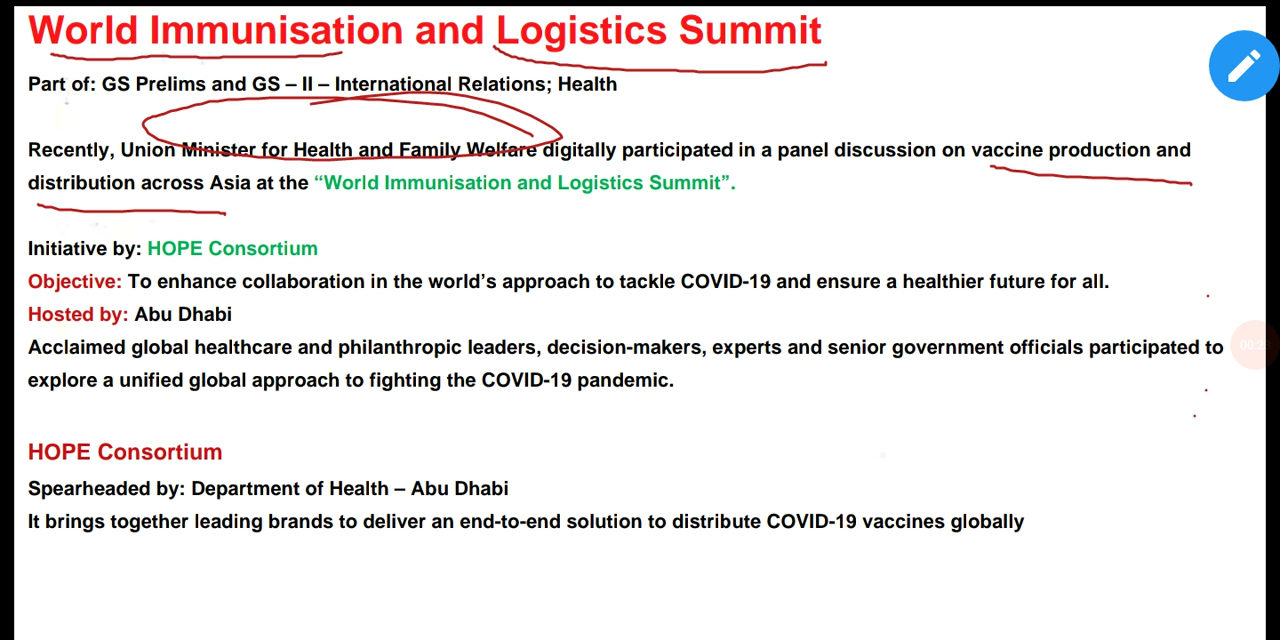 World Immunisation and Logistics Summit
Part of: GS Prelims and GS – II – International Relations; Health
Recently, Union Minister for Health and Family Welfare digitally participated in a panel discussion on vaccine production and
distribution across Asia at the “World Immunisation and Logistics Summit”.
Initiative by: HOPE Consortium
Objective: To enhance collaboration in the world’s approach to tackle COVID-19 and ensure a healthier future for all.
Hosted by: Abu Dhabi
Acclaimed global healthcare and philanthropic leaders, decision-makers, experts and senior government officials participated to
explore a unified global approach to fighting the COVID-19 pandemic.
HOPE Consortium
Spearheaded by: Department of Health – Abu Dhabi
It brings together leading brands to deliver an end-to-end solution to distribute COVID-19 vaccines globally